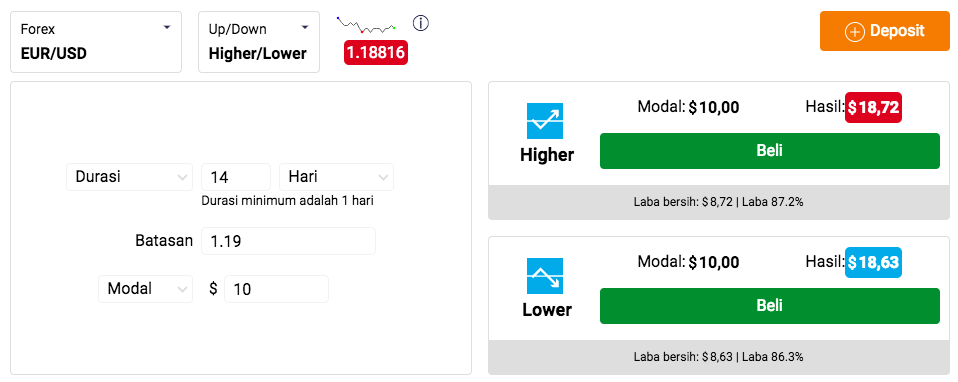 Forex
EUR/USD
Up/Down
Higher/Lower
1.18816
Deposit
Durasi 14 Hari
Durasi minimum adalah 1 hari
Batasan 1.19
Modal $ 10
Higher
Modal: $10,00 Hasil: $18,72
Beli
Laba bersih: $8,72 | Laba 87.2%
Lower
Modal: $10,00 Hasil: $18,63
Beli
Laba bersih: $8,63 | Laba 86.3%